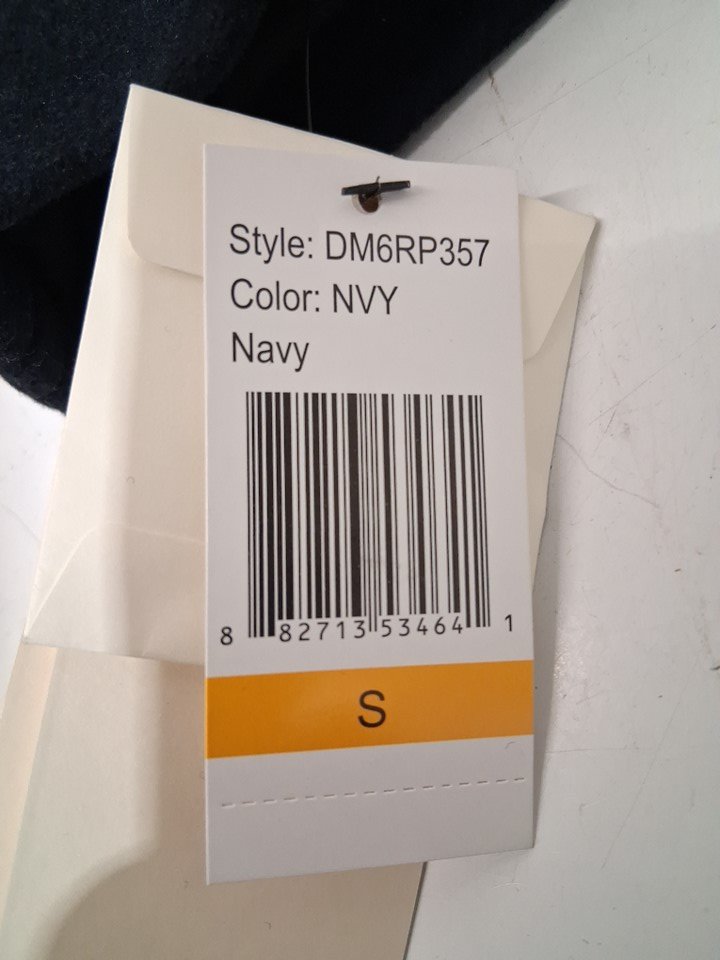 Style: DM6RP357
Color: NVY
Navy
8 82713 53464 1
S